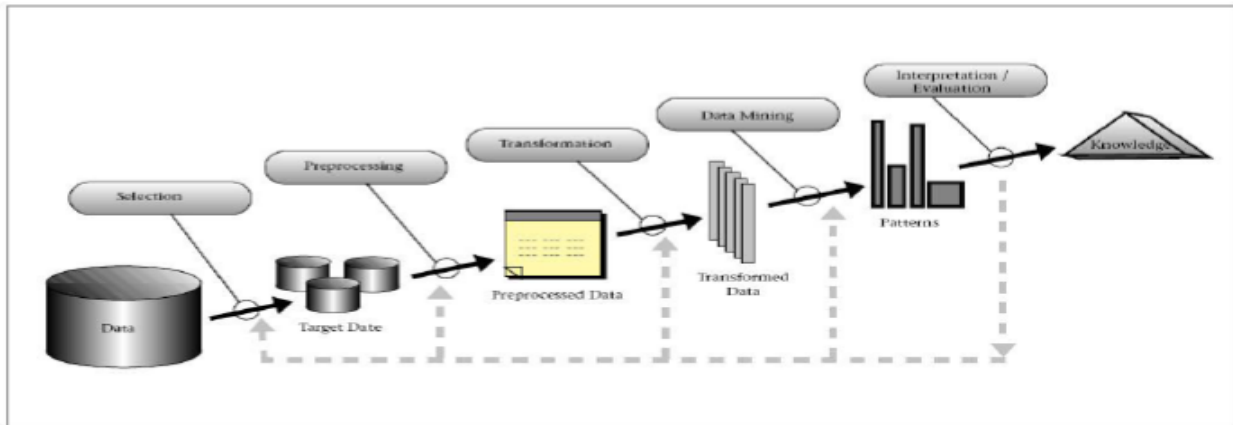 Interpretation /
Evaluation
Data Mining
Transformation
Knowledge
Preprocessing
Selection
Patterns
Transformed
Data
Preprocessed Data
Target Date
Data